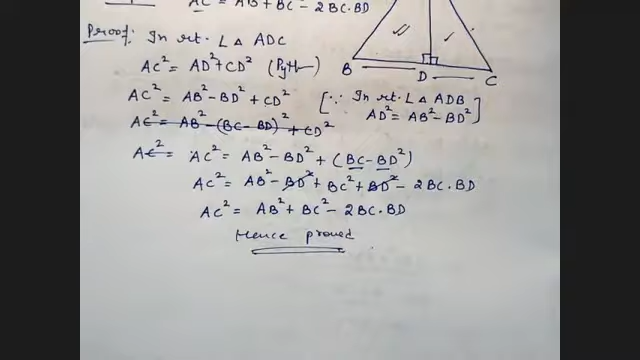 AC² = AB² + BC² - 2BC.BD
Proof: In rt. L △ ADC
AC² = AD² + CD² (Pyth—)
AC² = AB² - BD² + CD² [∵ In rt. L △ ADB
AD² = AB² - BD²]
AC² = AB² - (BC - BD)² + CD²
AC² = AC² = AB² - BD² + (BC - BD²)
AC² = AB² - BD² + BC² + BD² - 2BC.BD
AC² = AB² + BC² - 2BC.BD
Hence proved
B
D
C